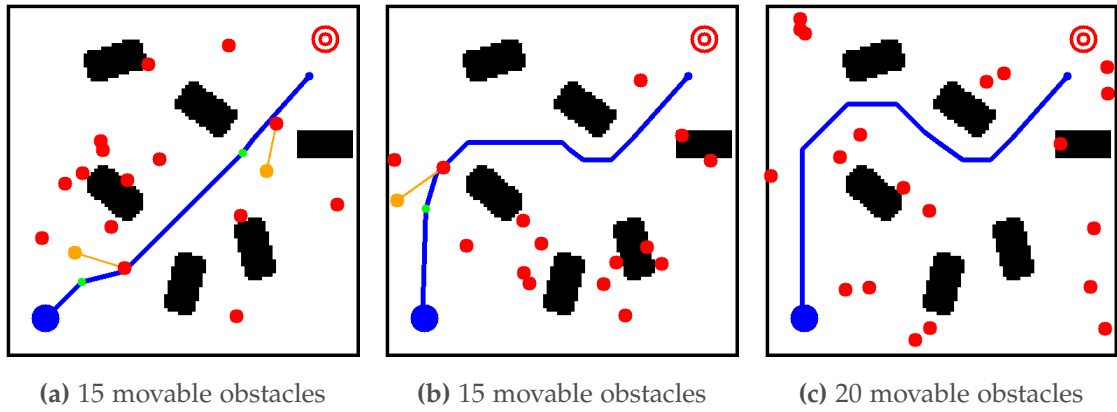 (a) 15 movable obstacles
(b) 15 movable obstacles
(c) 20 movable obstacles